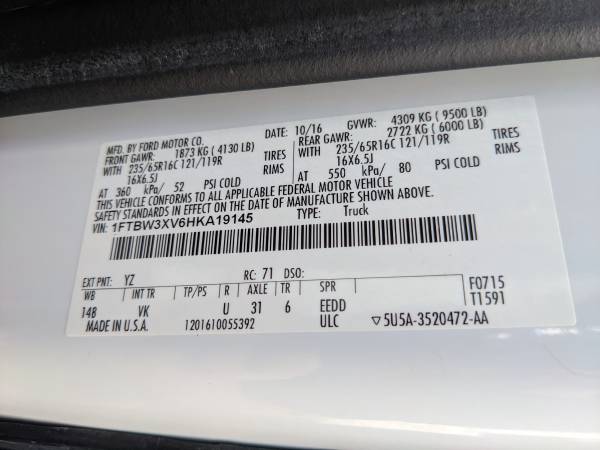 MFD. BY FORD MOTOR CO. DATE: 10/16 GVWR: 4309 KG ( 9500 LB)
FRONT GAWR: 1873 KG ( 4130 LB) REAR GAWR: 2722 KG ( 6000 LB)
WITH 235/65R16C 121/119R TIRES WITH 235/65R16C 121/119R TIRES
16X6.5J RIMS 16X6.5J RIMS
AT 360 kPa/ 52 PSI COLD AT 550 kPa/ 80 PSI COLD
THIS VEHICLE CONFORMS TO ALL APPLICABLE FEDERAL MOTOR VEHICLE
SAFETY STANDARDS IN EFFECT ON THE DATE OF MANUFACTURE SHOWN ABOVE.
VIN: 1FTBW3XV6HKA19145 TYPE: Truck
EXT PNT: YZ RC: 71 DSO:
WB INT TR TP/PS R AXLE TR SPR F0715
148 VK U 31 6 EEDD T1591
MADE IN U.S.A. 1201610055392 ULC ▽5U5A-3520472-AA